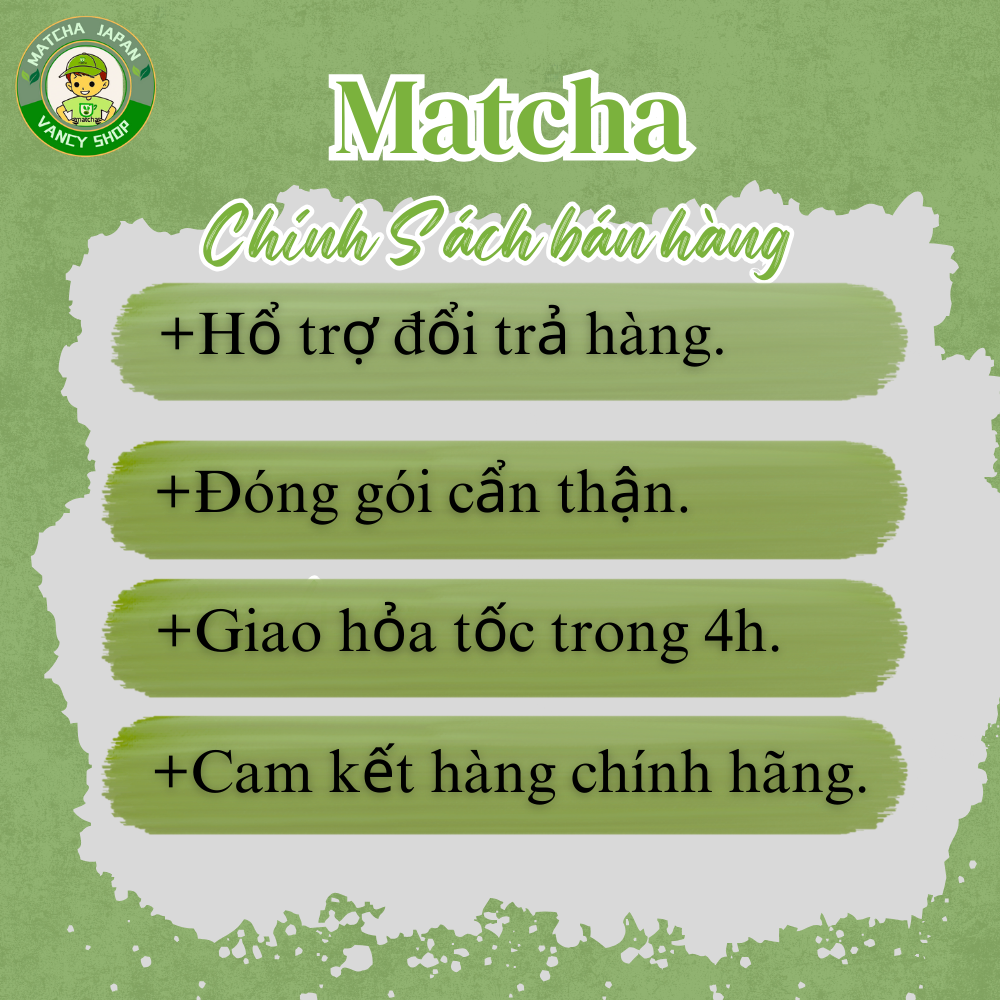 MATCHA JAPAN
matcha
VANCY SHOP
Matcha
Chính Sách bán hàng
+Hổ trợ đổi trả hàng.
+Đóng gói cẩn thận.
+Giao hỏa tốc trong 4h.
+Cam kết hàng chính hãng.